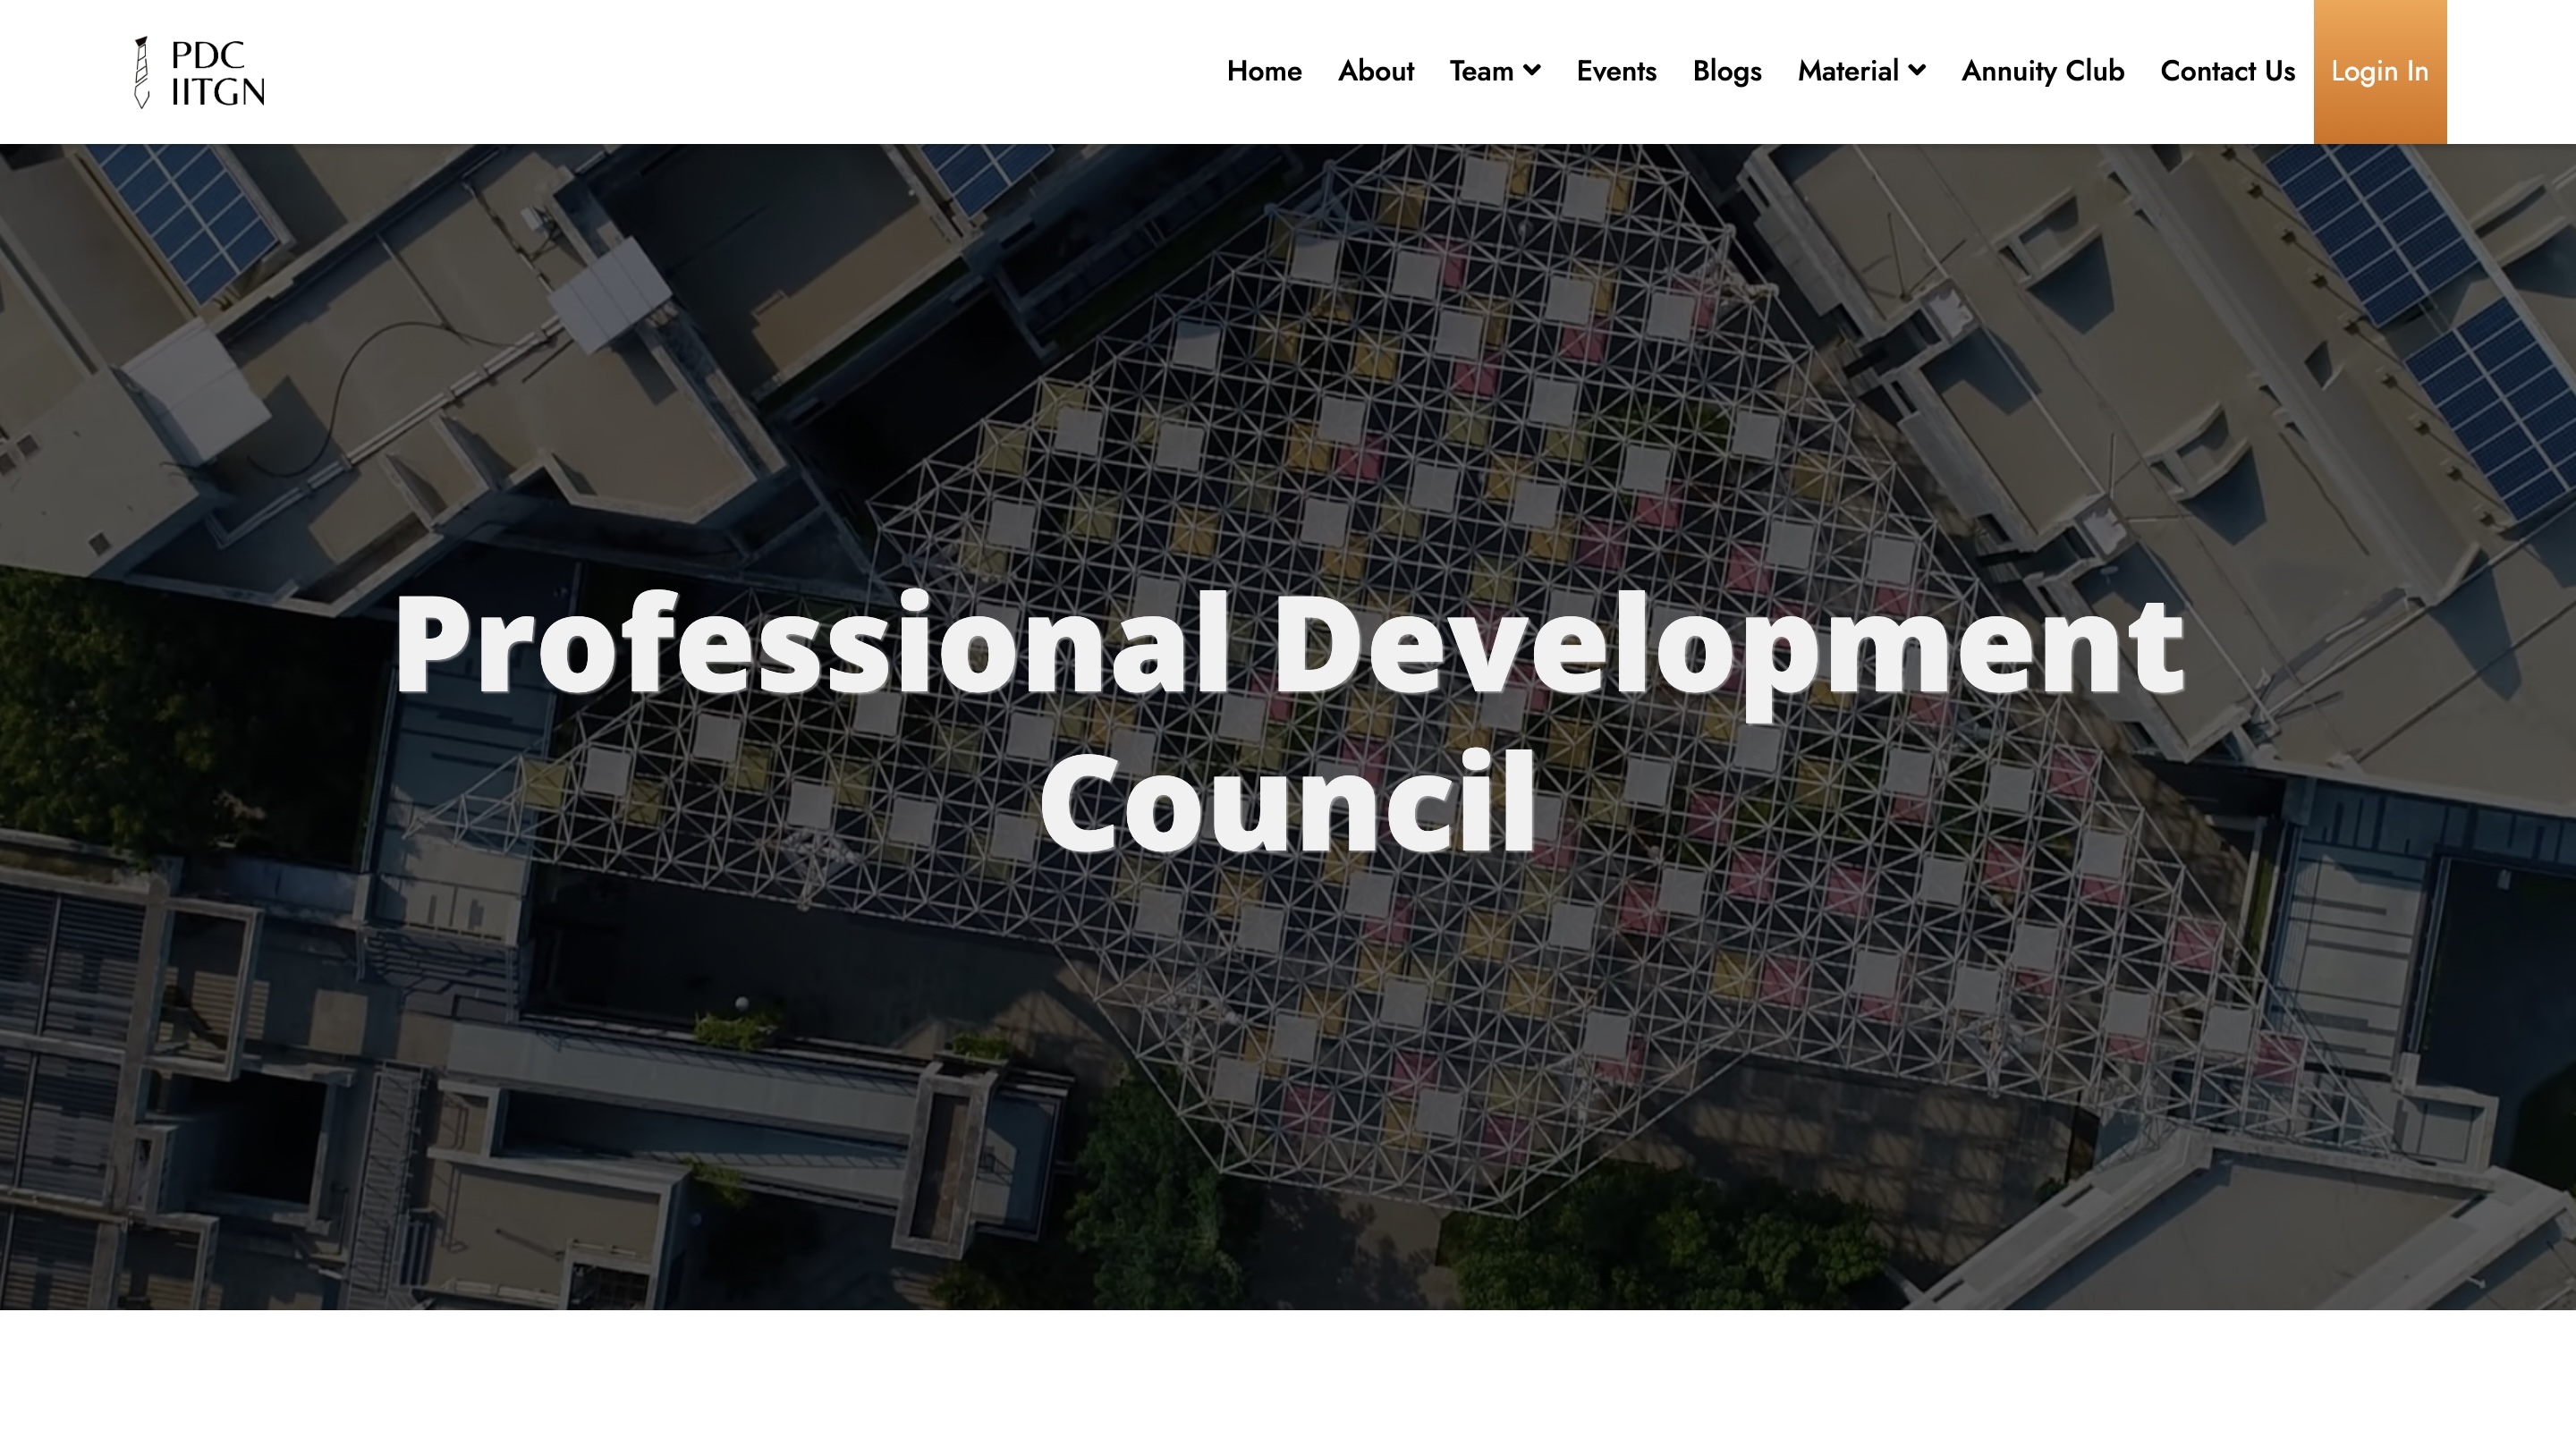 PDC
IITGN
Home About Team Events Blogs Material Annuity Club Contact Us Login In
Professional Development
Council